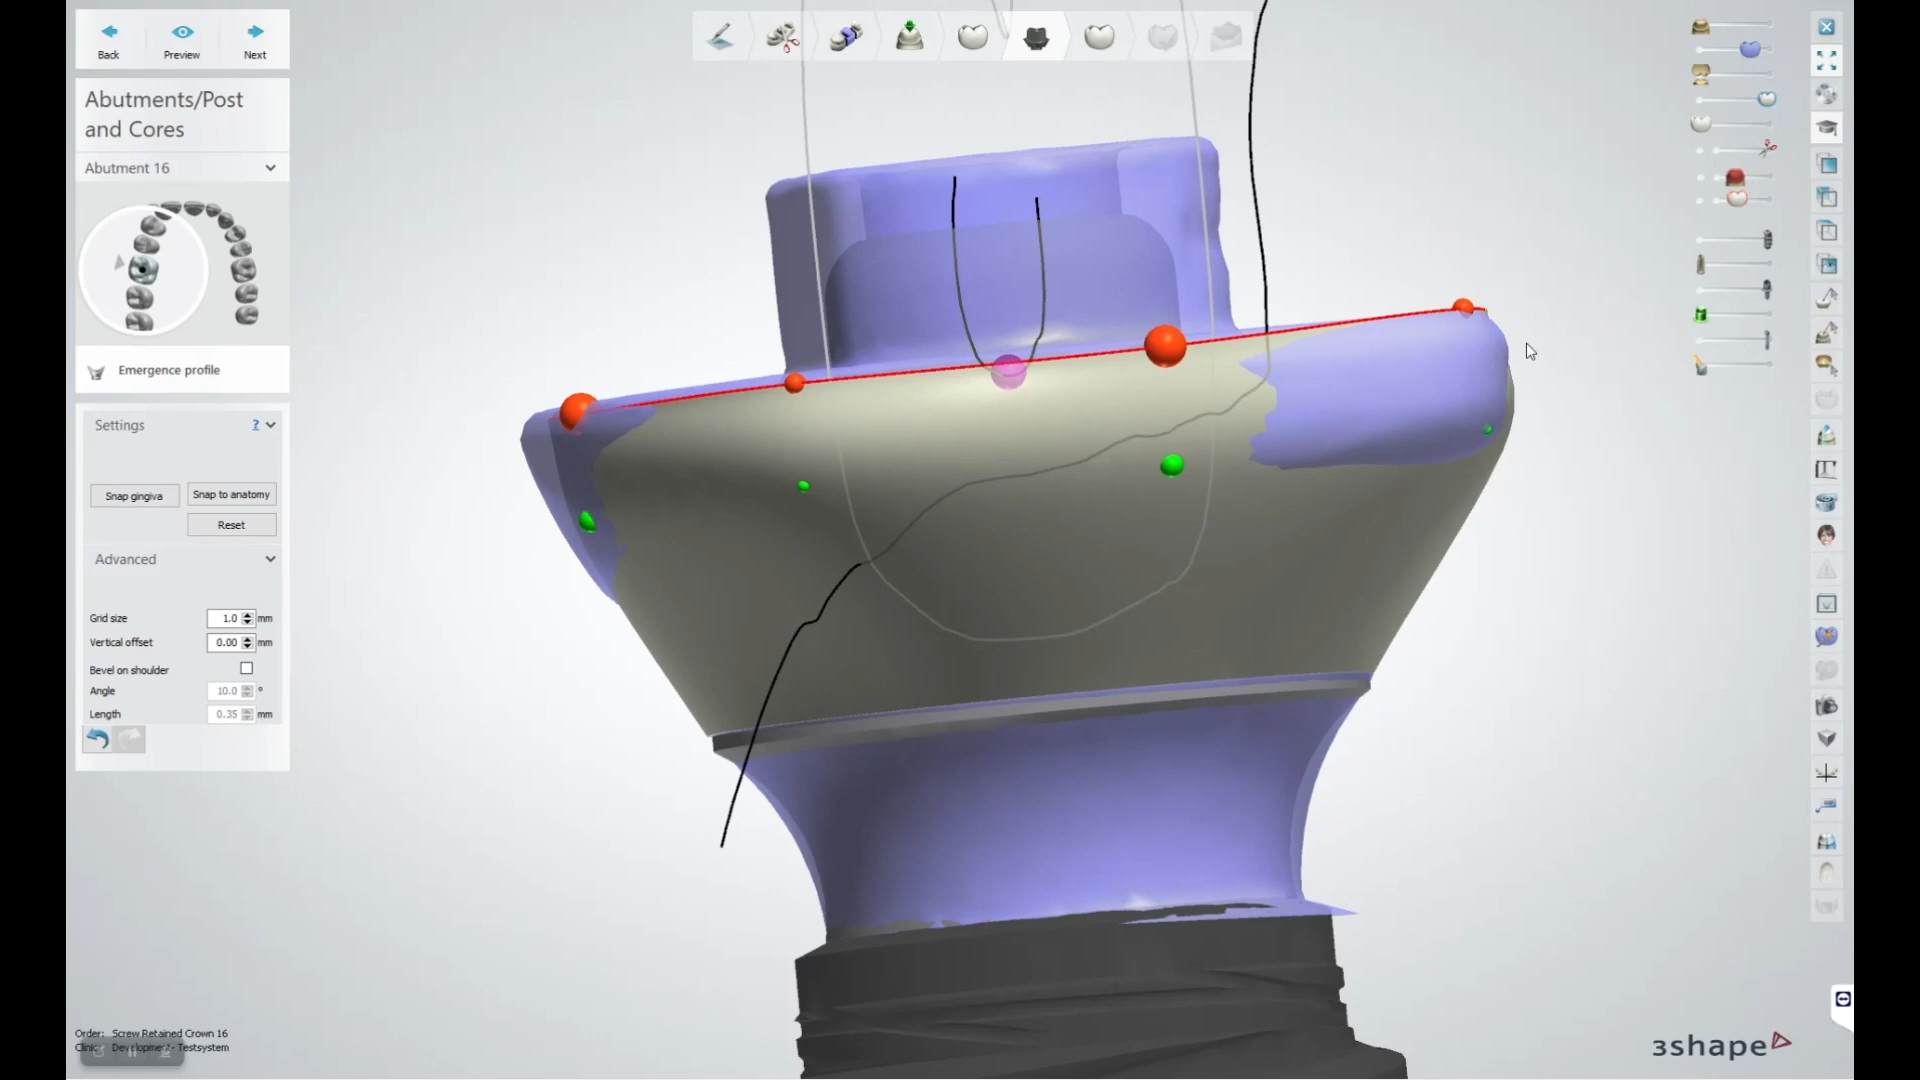 Back
Preview
Next
Abutments/Post
and Cores
Abutment 16
Emergence profile
Settings
?
Snap gingiva
Snap to anatomy
Reset
Advanced
Grid size 1.0 mm
Vertical offset 0.00 mm
Bevel on shoulder
Angle 10.0 °
Length 0.35 mm
Order: Screw Retained Crown 16
Clinic: Development - Testsystem
3shape